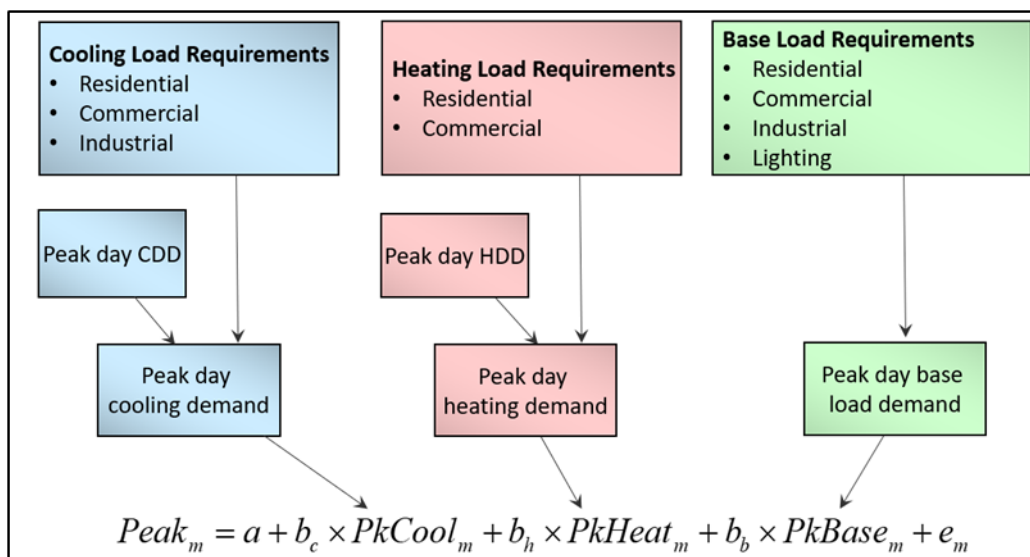 Cooling Load Requirements
• Residential
• Commercial
• Industrial
Heating Load Requirements
• Residential
• Commercial
Base Load Requirements
• Residential
• Commercial
• Industrial
• Lighting
Peak day CDD
Peak day HDD
Peak day
cooling demand
Peak day
heating demand
Peak day base
load demand
Peak_m = a + b_c × PkCool_m + b_h × PkHeat_m + b_b × PkBase_m + e_m